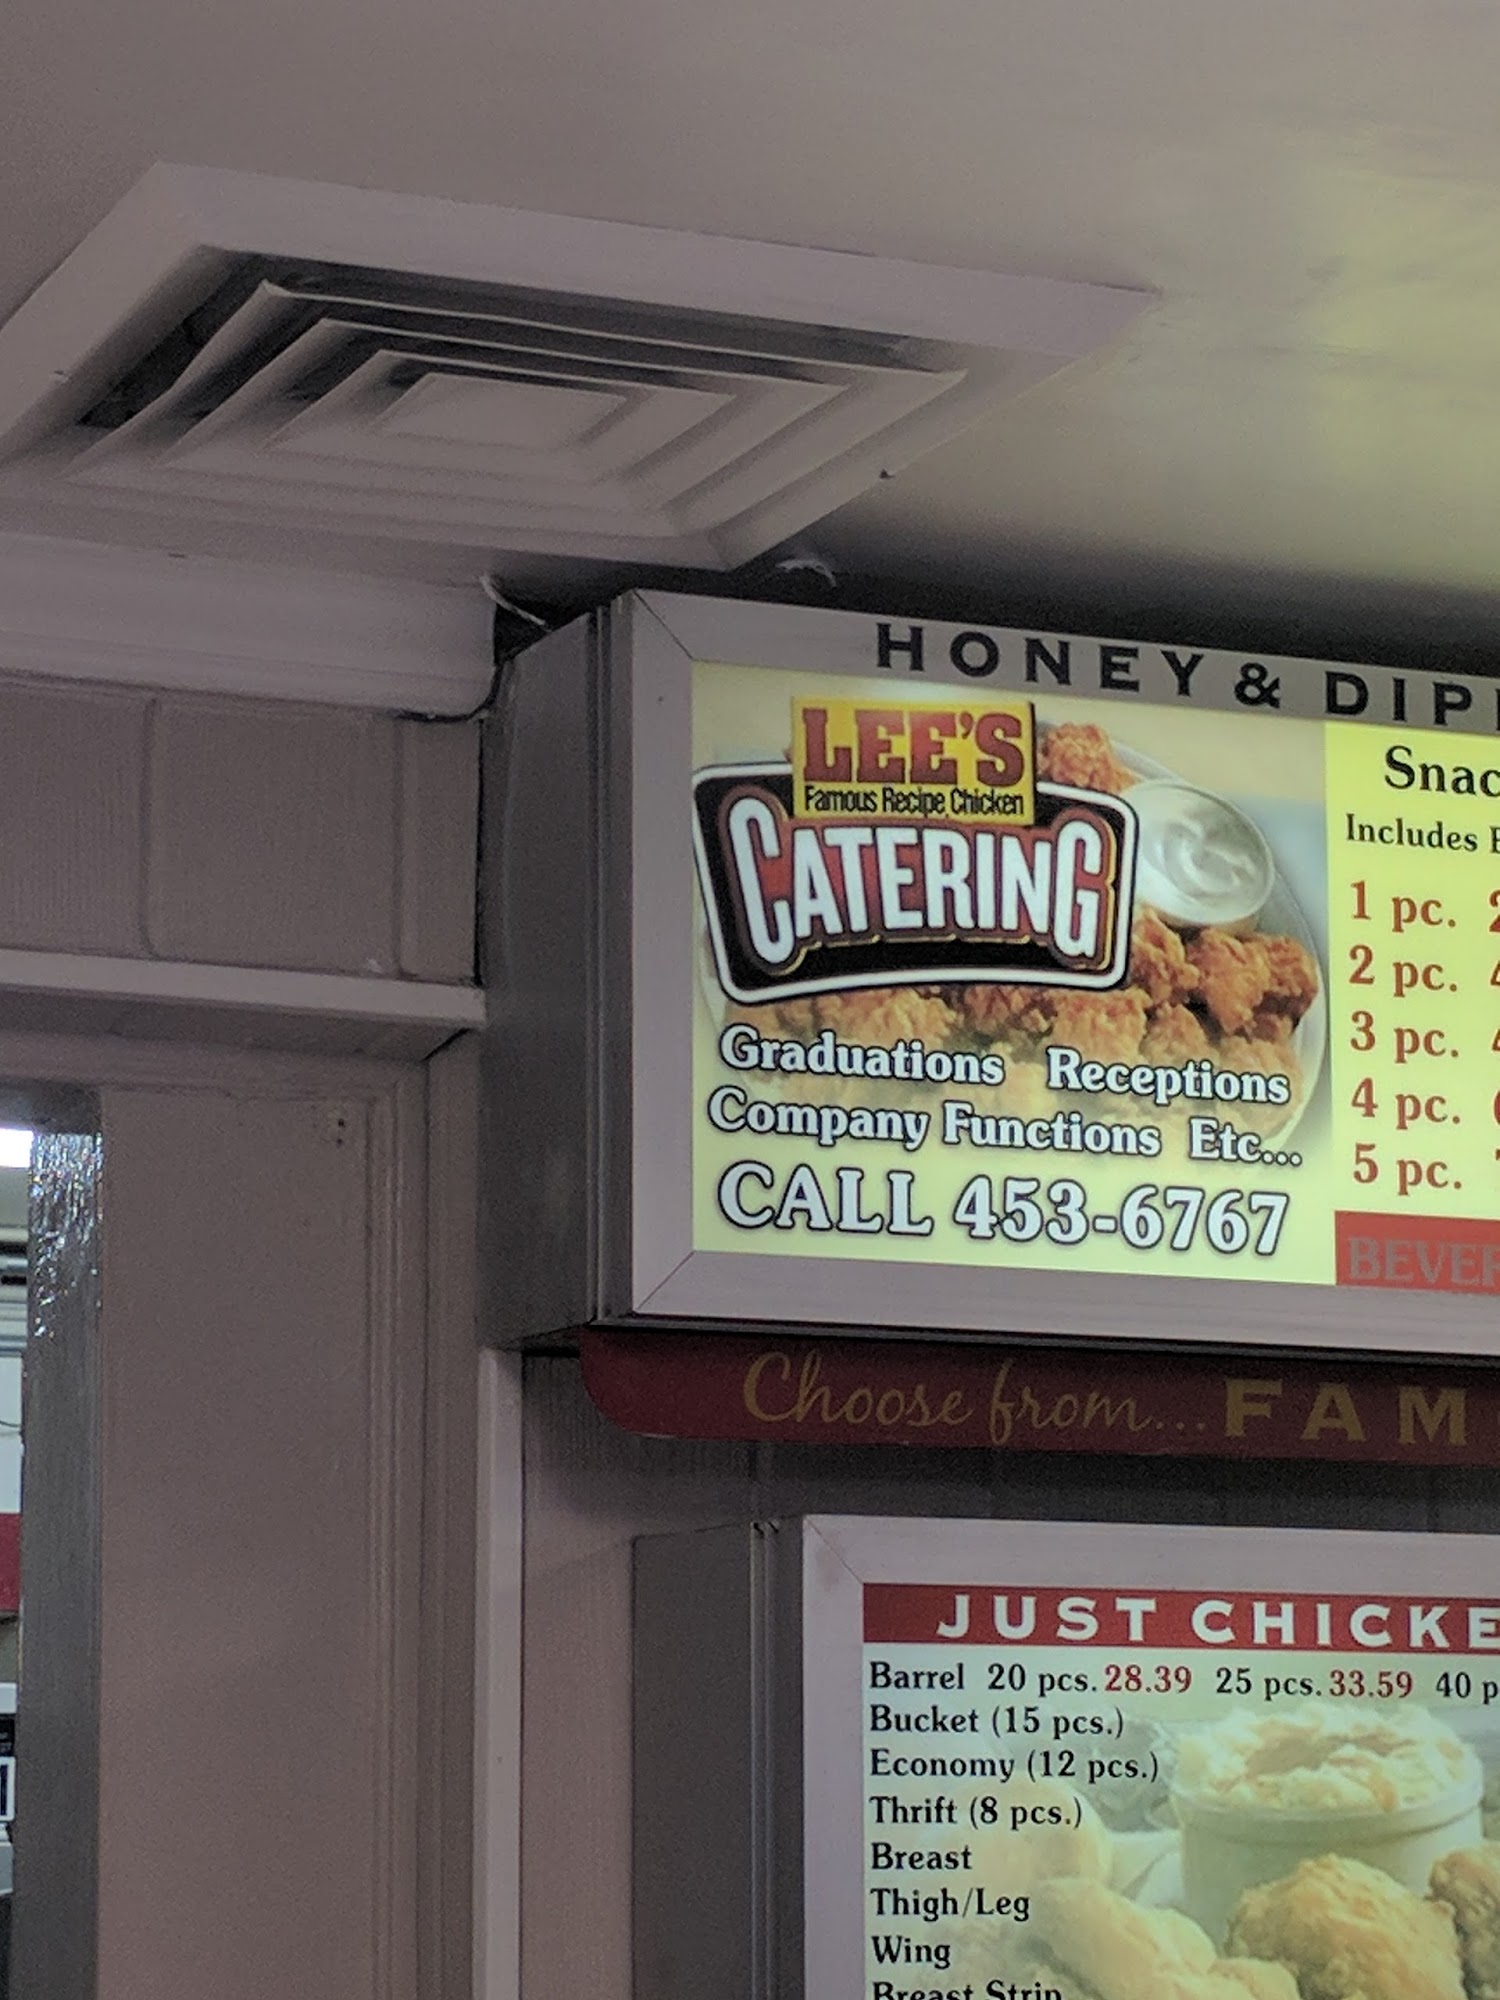 HONEY & DIP
LEE'S
Famous Recipe Chicken
CATERING
Graduations Receptions
Company Functions Etc...
CALL 453-6767
Snac
Includes
1 pc.
2 pc.
3 pc.
4 pc.
5 pc.
BEVER
Choose from... FAM
JUST CHICKE
Barrel 20 pcs. 28.39 25 pcs. 33.59 40 p
Bucket (15 pcs.)
Economy (12 pcs.)
Thrift (8 pcs.)
Breast
Thigh/Leg
Wing
Breast Strip